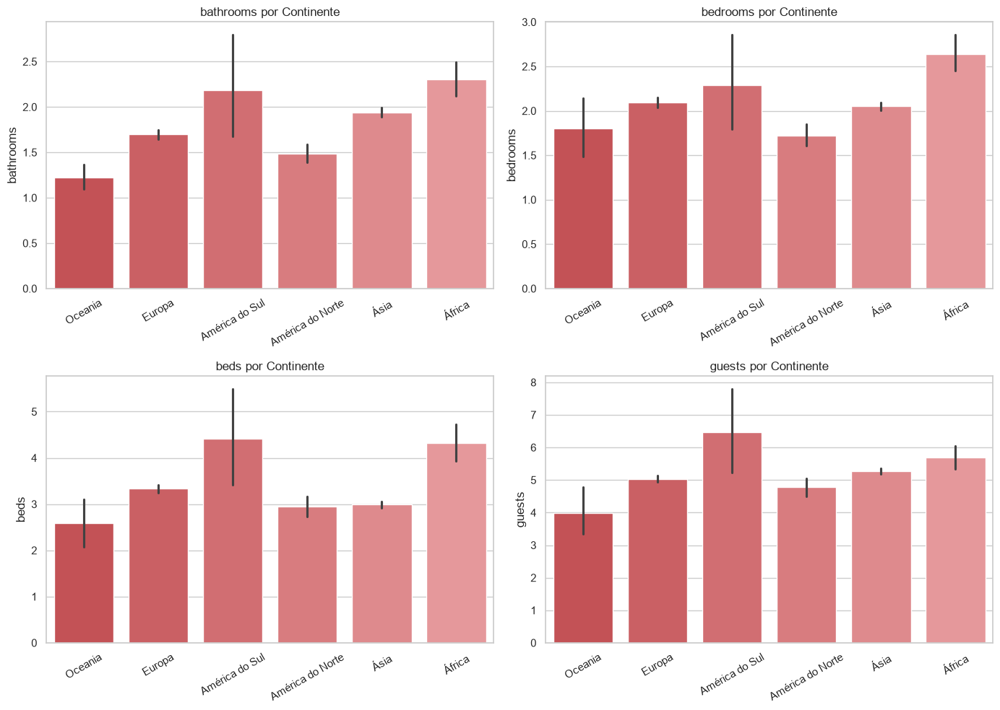 bathrooms por Continente
bathrooms
2.5
2.0
1.5
1.0
0.5
0.0
Oceania
Europa
América do Sul
América do Norte
Ásia
África
bedrooms por Continente
bedrooms
3.0
2.5
2.0
1.5
1.0
0.5
0.0
Oceania
Europa
América do Sul
América do Norte
Ásia
África
beds por Continente
beds
5
4
3
2
1
0
Oceania
Europa
América do Sul
América do Norte
Ásia
África
guests por Continente
guests
8
7
6
5
4
3
2
1
0
Oceania
Europa
América do Sul
América do Norte
Ásia
África